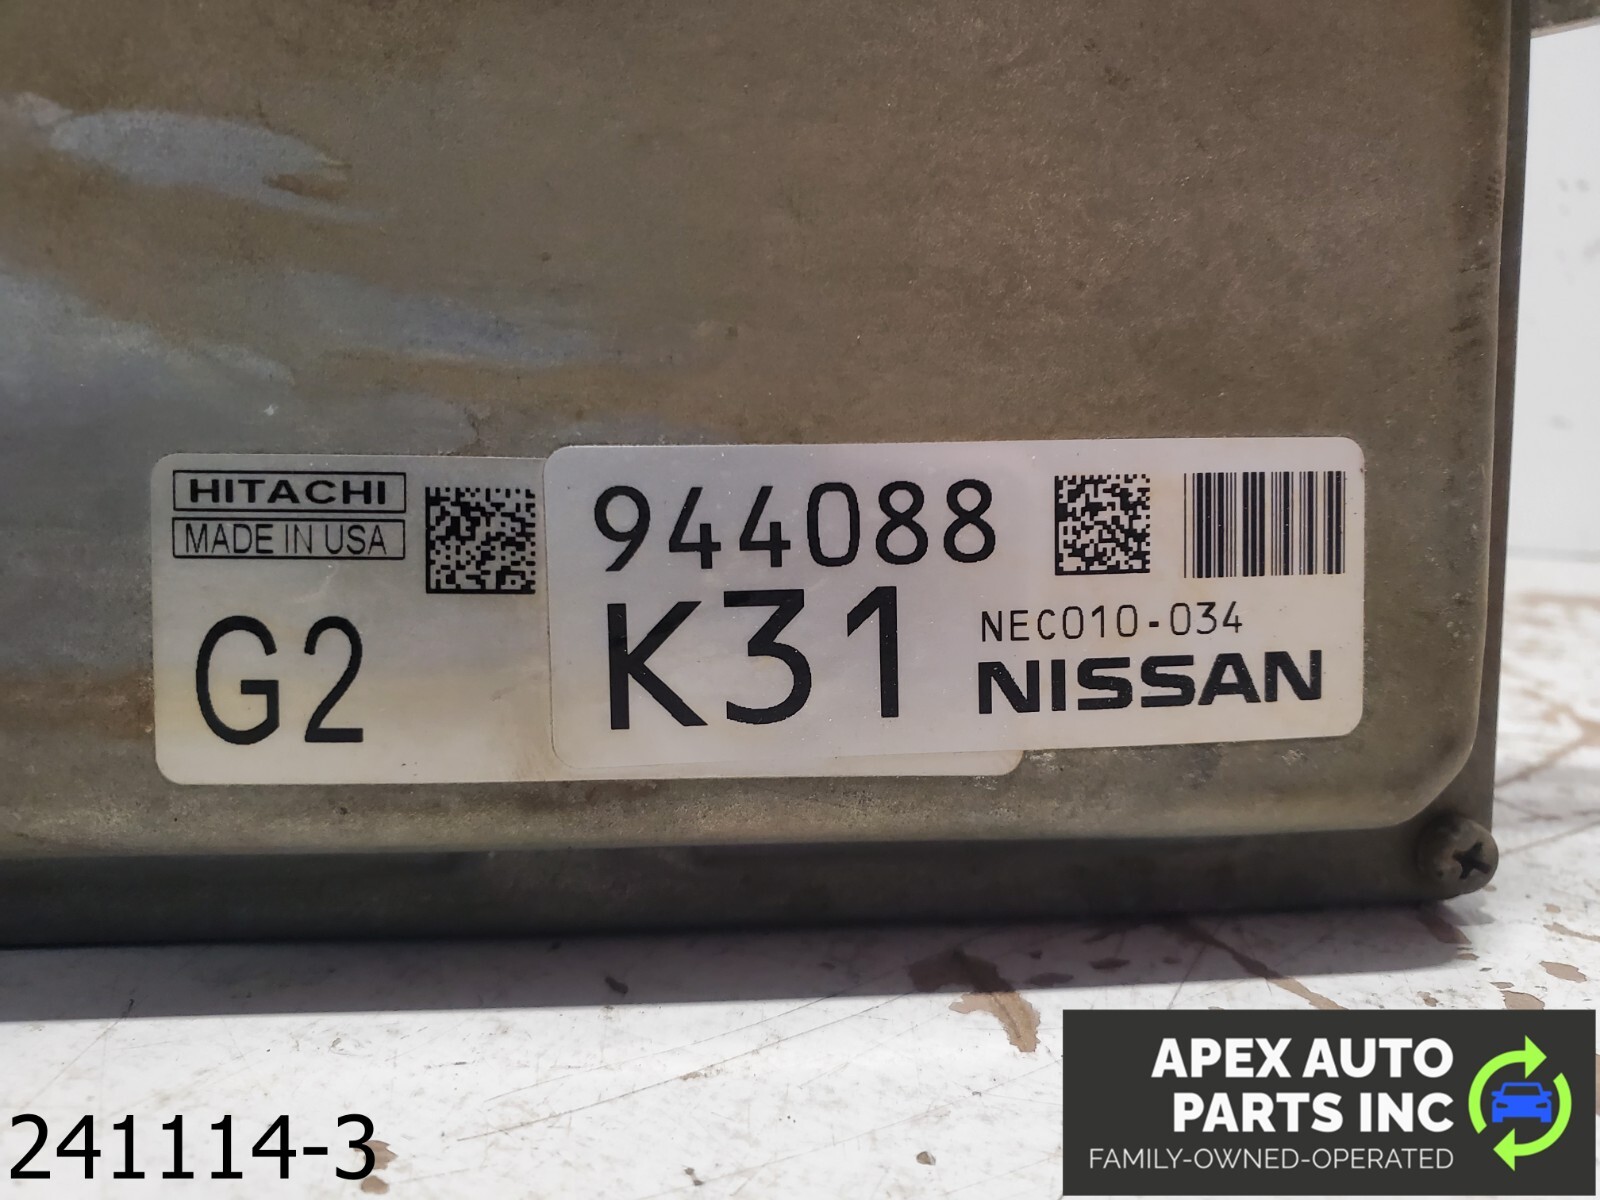 HITACHI
MADE IN USA
G2
944088
K31
NEC010-034
NISSAN
241114-3
APEX AUTO
PARTS INC
FAMILY-OWNED-OPERATED